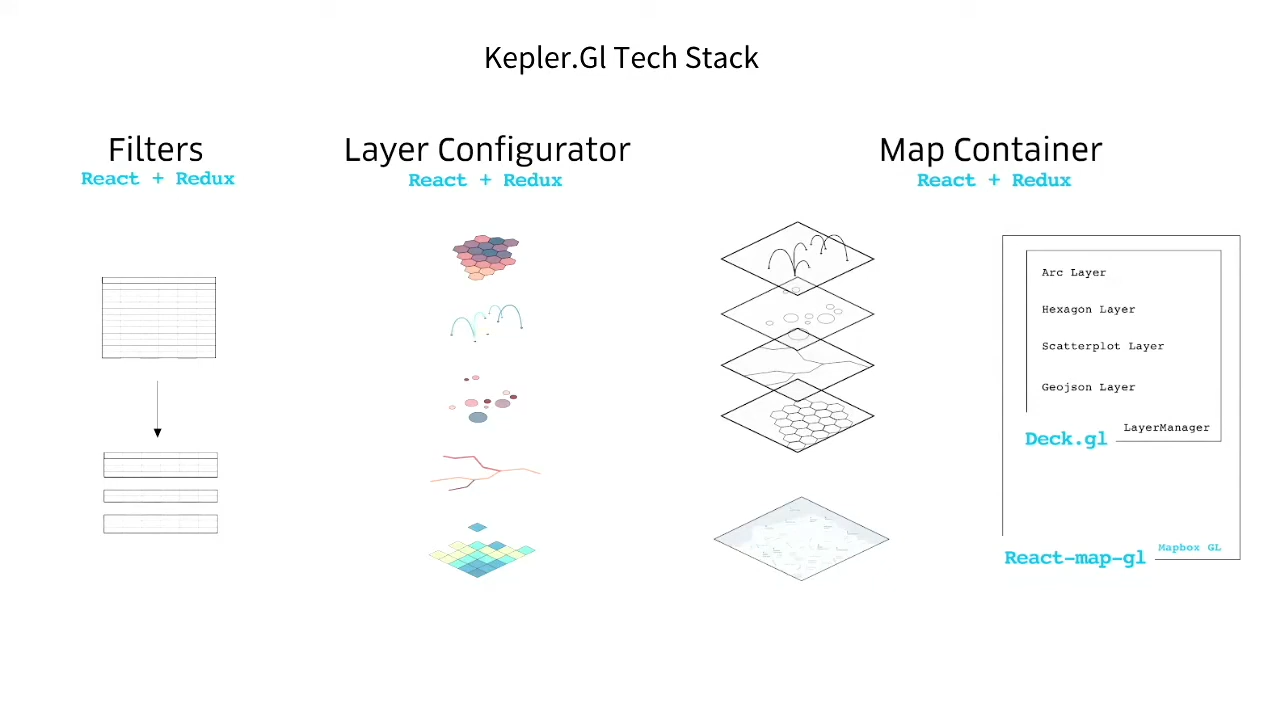 Kepler.Gl Tech Stack
Filters
React + Redux
Layer Configurator
React + Redux
Map Container
React + Redux
Arc Layer
Hexagon Layer
Scatterplot Layer
Geojson Layer
LayerManager
Deck.gl
Mapbox GL
React-map-gl